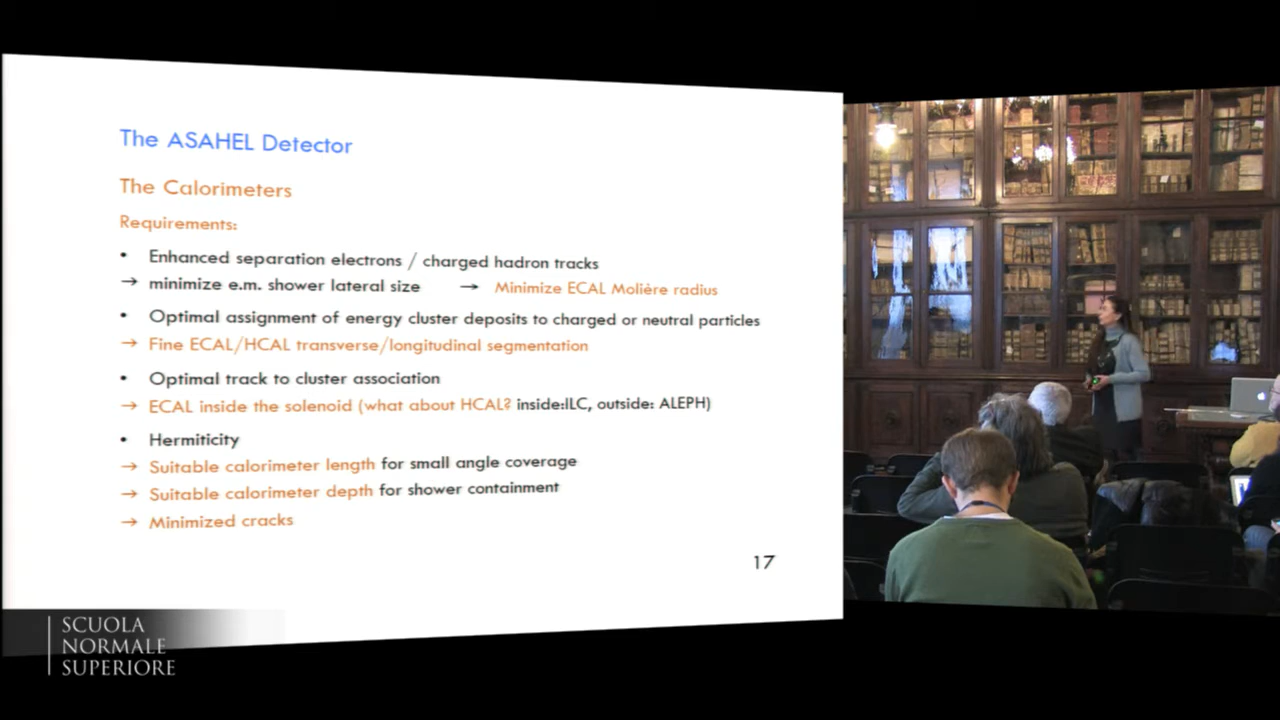 The ASAHEL Detector
The Calorimeters
Requirements:
• Enhanced separation electrons / charged hadron tracks
→ minimize e.m. shower lateral size → Minimize ECAL Molière radius
• Optimal assignment of energy cluster deposits to charged or neutral particles
→ Fine ECAL/HCAL transverse/longitudinal segmentation
• Optimal track to cluster association
→ ECAL inside the solenoid (what about HCAL? inside:ILC, outside: ALEPH)
• Hermiticity
→ Suitable calorimeter length for small angle coverage
→ Suitable calorimeter depth for shower containment
→ Minimized cracks
17
SCUOLA
NORMALE
SUPERIORE